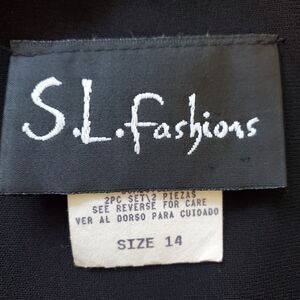 S.L. fashions
2PC SET\2 PIEZAS
SEE REVERSE FOR CARE
VER AL DORSO PARA CUIDADO
SIZE 14